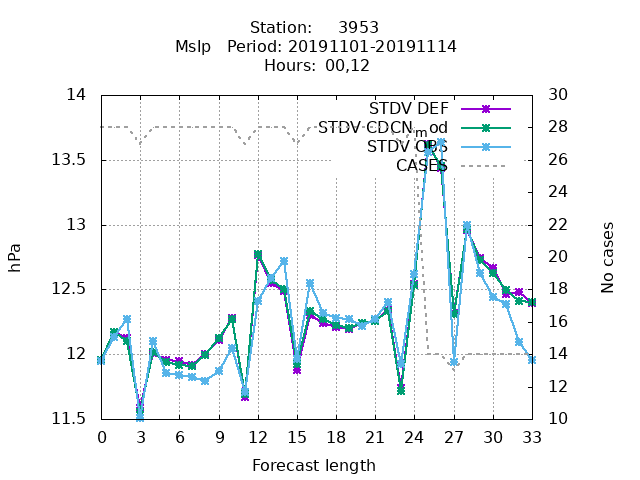 Station: 3953
Mslp Period: 20191101-20191114
Hours: 00,12
STDV DEF
STDV CDCN_mod
STDV OBS
CASES
hPa
14
13.5
13
12.5
12
11.5
No cases
30
28
26
24
22
20
18
16
14
12
10
0 3 6 9 12 15 18 21 24 27 30 33
Forecast length